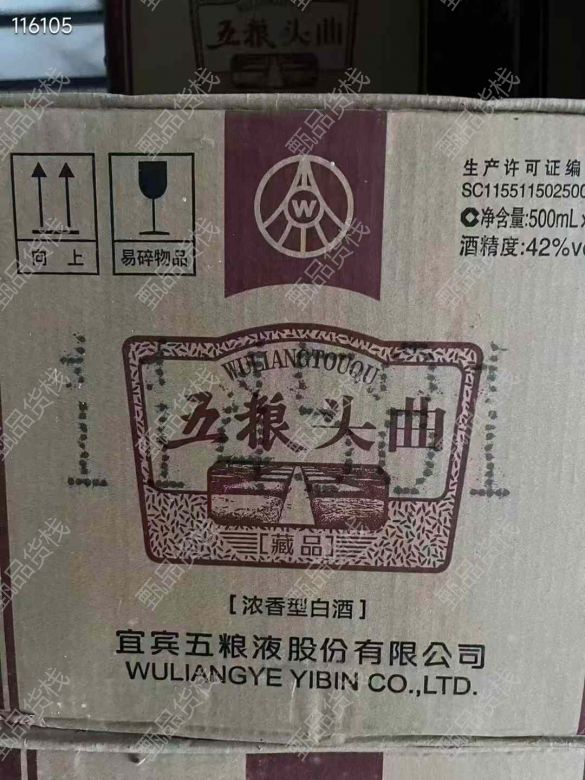 116105
五粮头曲
甄品货栈
向上
易碎物品
W
生产许可证编
SC11551150250
净含量:500mL
酒精度:42%v
WULIANGTOUQU
五粮头曲
[藏品]
[浓香型白酒]
宜宾五粮液股份有限公司
WULIANGYE YIBIN CO.,LTD.